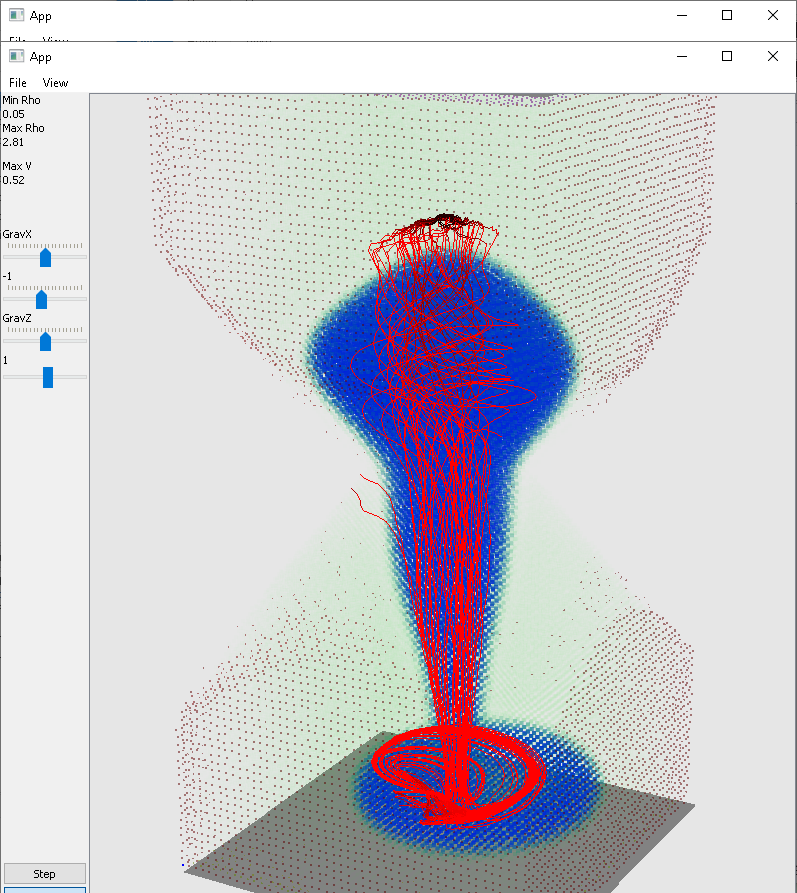 App
File View
App
File View
Min Rho
0.05
Max Rho
2.81
Max V
0.52
GravX
-1
GravZ
1
Step